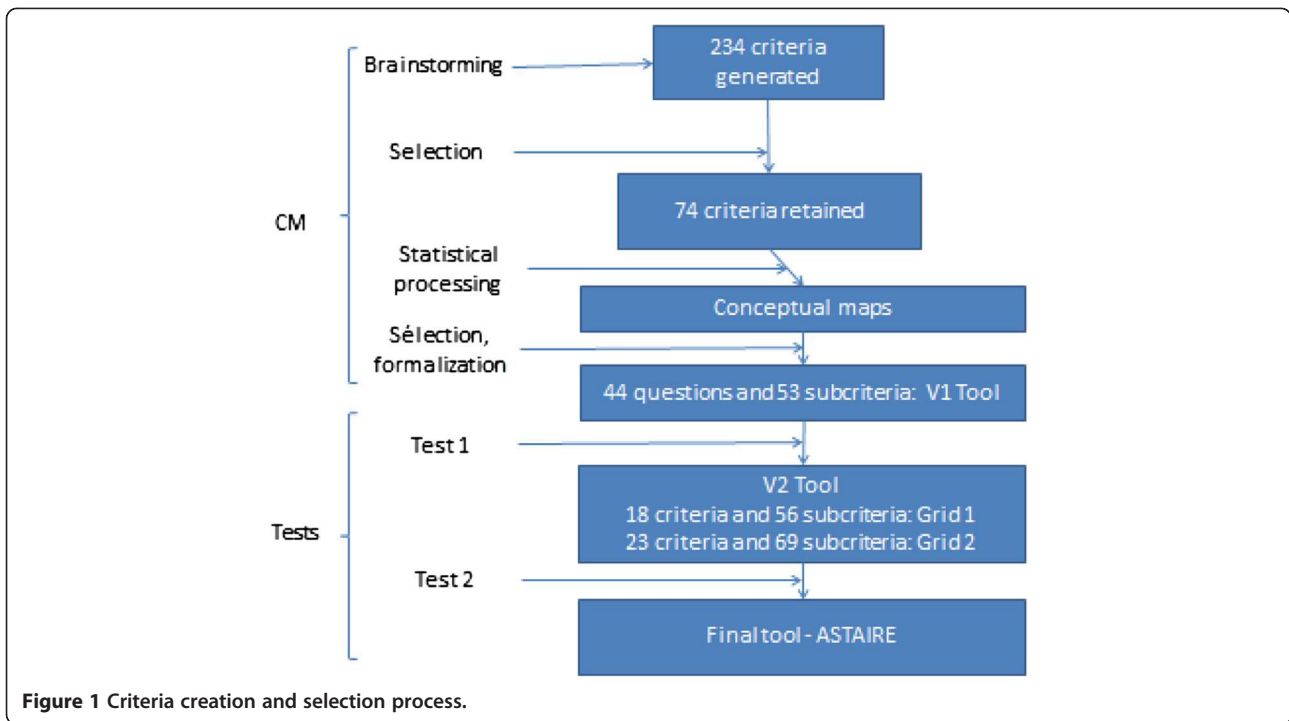 Brainstorming
234 criteria
generated
Selection
74 criteria retained
CM
Statistical
processing
Conceptual maps
Sélection,
formalization
44 questions and 53 subcriteria: V1 Tool
Test 1
V2 Tool
18 criteria and 56 subcriteria: Grid 1
23 criteria and 69 subcriteria: Grid 2
Tests
Test 2
Final tool - ASTAIRE
Figure 1 Criteria creation and selection process.